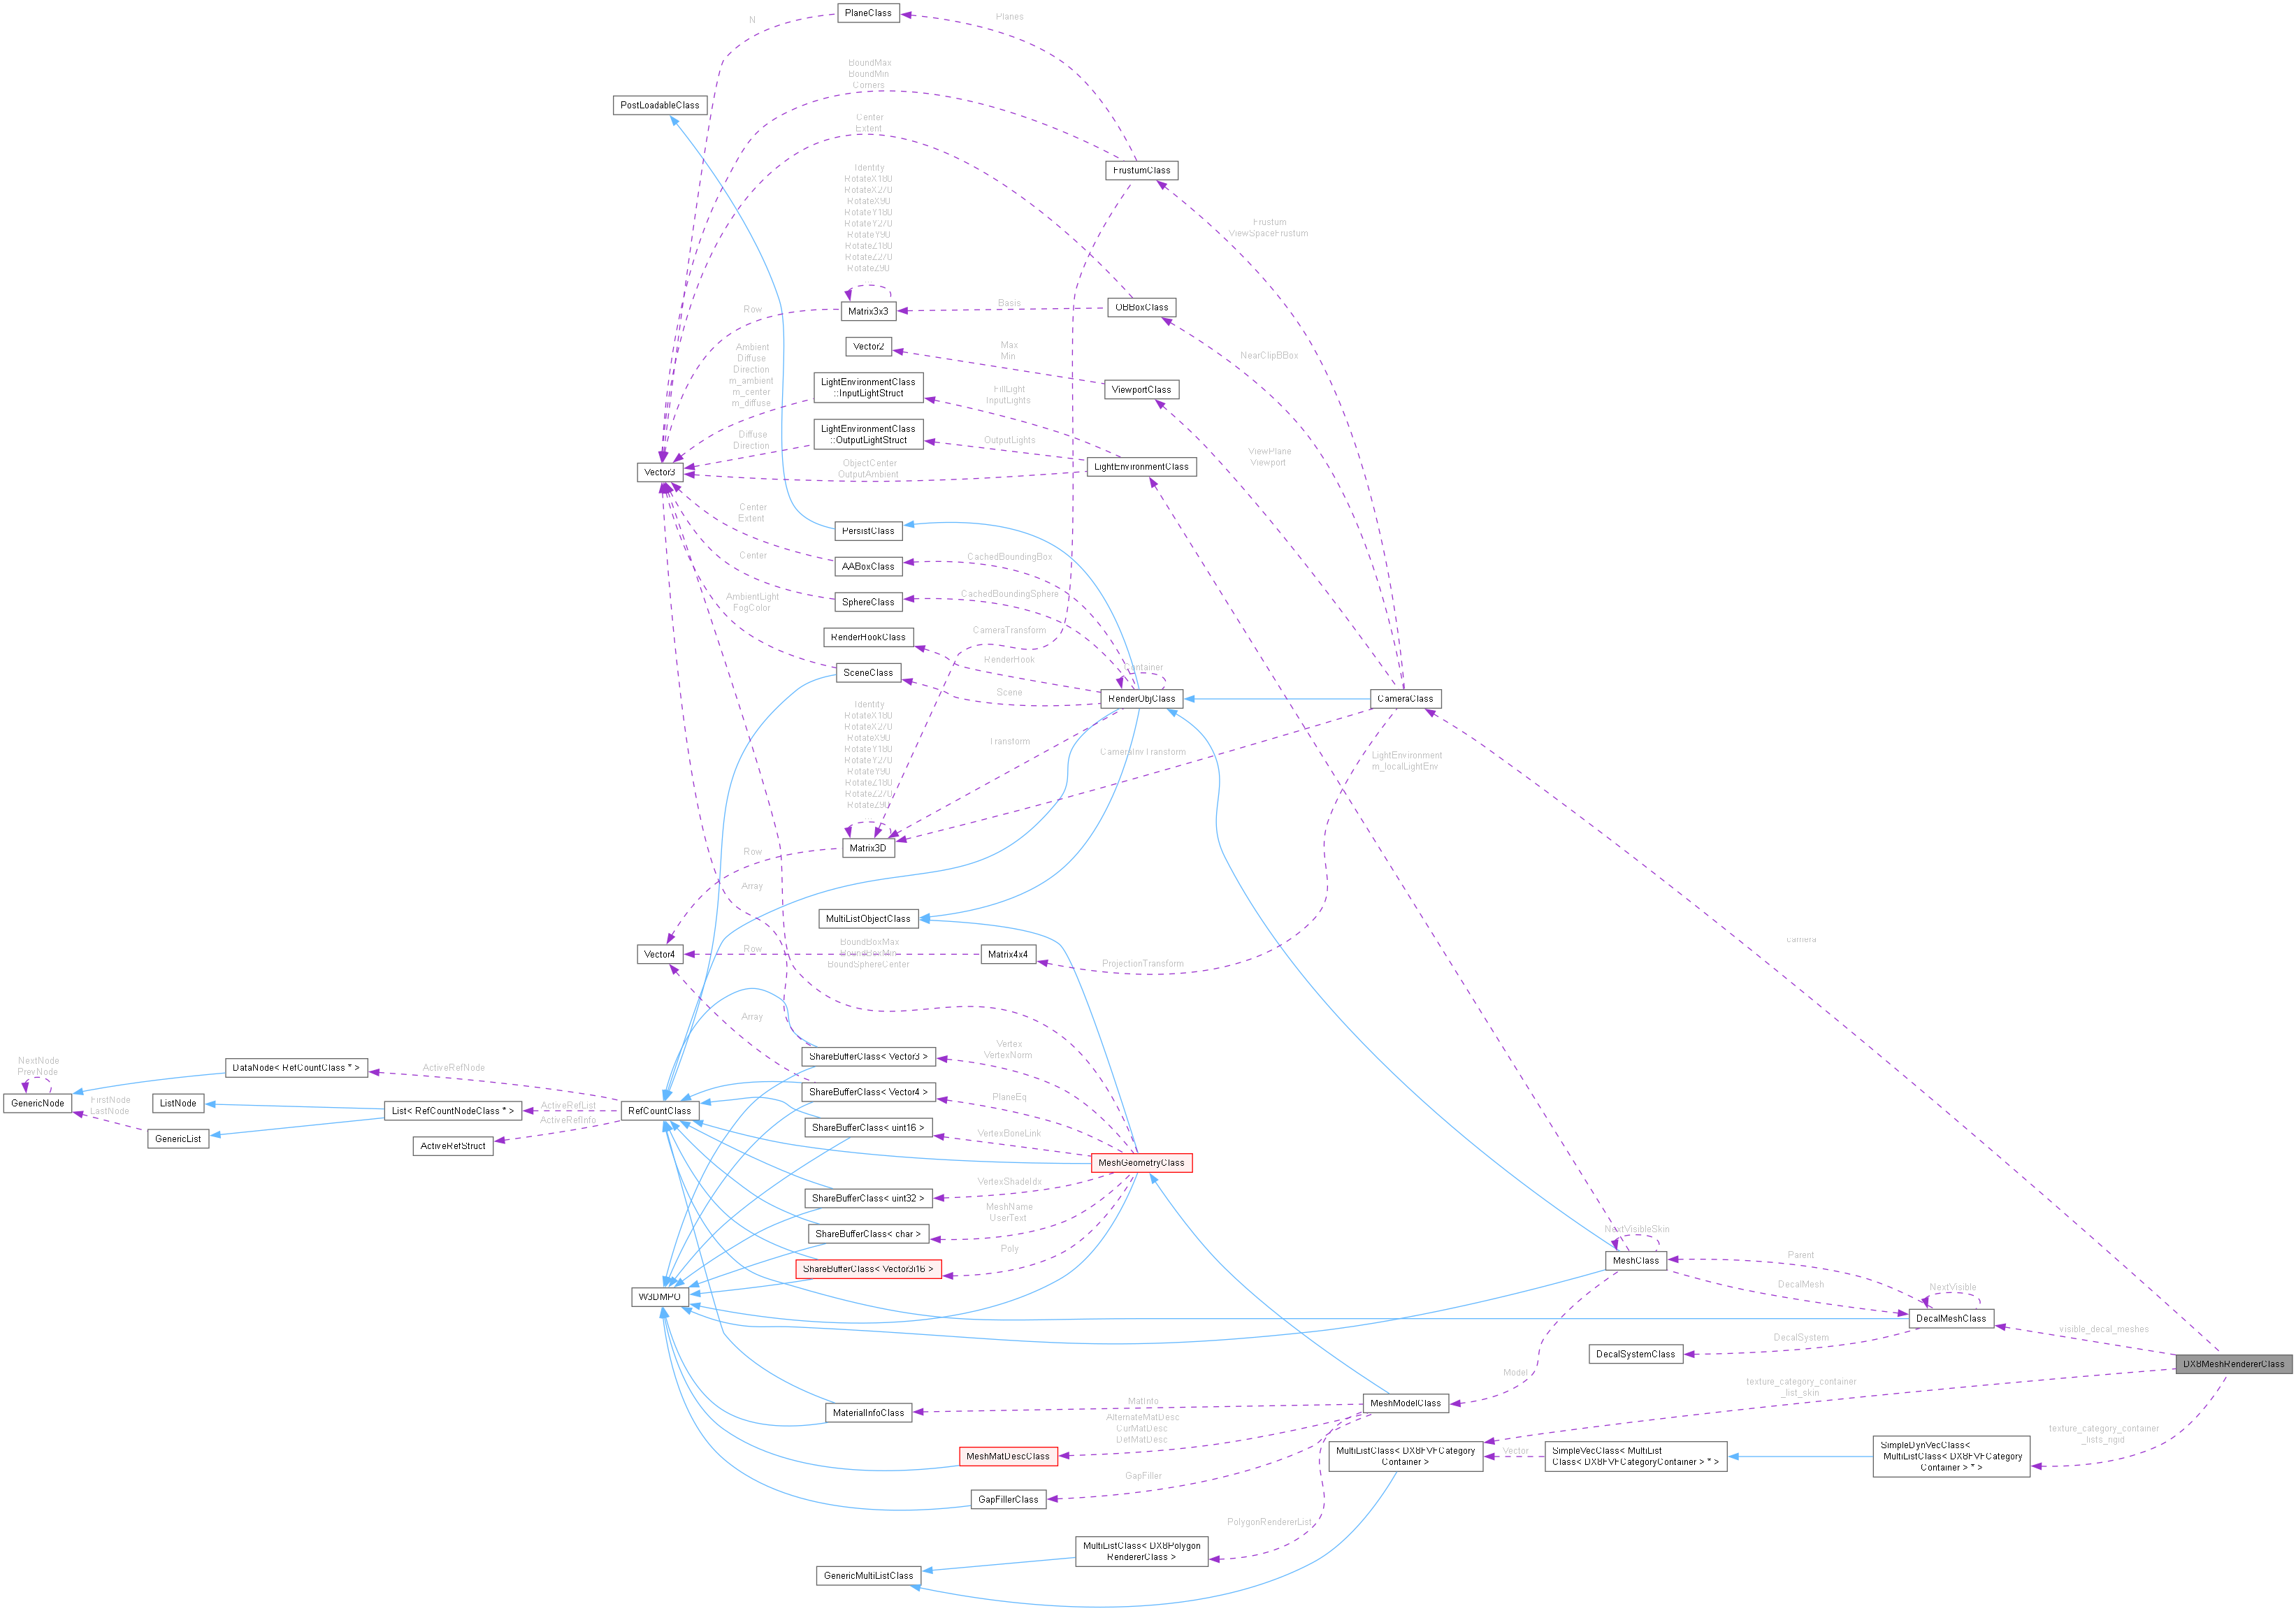 PlaneClass
Planes
N
BoundMax
BoundMin
Corners
PostLoadableClass
Center
Extent
FrustumClass
Identity
RotateX180
RotateX270
RotateX90
RotateY180
RotateY270
RotateY90
RotateZ180
RotateZ270
RotateZ90
Frustum
ViewSpaceFrustum
Matrix3x3
Basis
OBBoxClass
Row
Vector2
Max
Min
NearClipBBox
Ambient
Diffuse
Direction
m_ambient
m_center
m_diffuse
LightEnvironmentClass
::InputLightStruct
FillLight
InputLights
ViewportClass
Diffuse
Direction
LightEnvironmentClass
::OutputLightStruct
OutputLights
ViewPlane
Viewport
Vector3
ObjectCenter
OutputAmbient
LightEnvironmentClass
Center
Extent
PersistClass
AABoxClass
CachedBoundingBox
Center
SphereClass
CachedBoundingSphere
AmbientLight
FogColor
RenderHookClass
CameraTransform
RenderHook
SceneClass
Scene
Container
RenderObjClass
CameraClass
Identity
RotateX180
RotateX270
RotateX90
RotateY180
RotateY270
RotateY90
RotateZ180
RotateZ270
RotateZ90
Transform
CameraInvTransform
LightEnvironment
m_localLightEnv
Matrix3D
Row
Array
MultiListObjectClass
camera
Vector4
Row
BoundBoxMax
BoundBoxMin
BoundSphereCenter
Matrix4x4
ProjectionTransform
Array
NextNode
PrevNode
DataNode< RefCountClass * >
ActiveRefNode
ShareBufferClass< Vector3 >
Vertex
VertexNorm
GenericNode
FirstNode
LastNode
ListNode
List< RefCountNodeClass * >
ActiveRefList
ActiveRefInfo
RefCountClass
ShareBufferClass< Vector4 >
PlaneEq
GenericList
ActiveRefStruct
ShareBufferClass< uint16 >
VertexBoneLink
MeshGeometryClass
ShareBufferClass< uint32 >
VertexShadeIdx
ShareBufferClass< char >
MeshName
UserText
ShareBufferClass< Vector3i16 >
Poly
NextVisibleSkin
MeshClass
Parent
DecalMesh
NextVisible
W3DMPO
DecalMeshClass
visible_decal_meshes
DecalSystem
DecalSystemClass
DX8MeshRendererClass
Model
texture_category_container
_list_skin
MaterialInfoClass
MatInfo
MeshModelClass
AlternateMatDesc
CurMatDesc
DefMatDesc
texture_category_container
_lists_rigid
MeshMatDescClass
MultiListClass< DX8FVFCategory
Container >
Vector
SimpleVecClass< MultiList
Class< DX8FVFCategoryContainer > * >
SimpleDynVecClass<
MultiListClass< DX8FVFCategory
Container > * >
GapFiller
GapFillerClass
PolygonRendererList
MultiListClass< DX8Polygon
RendererClass >
GenericMultiListClass